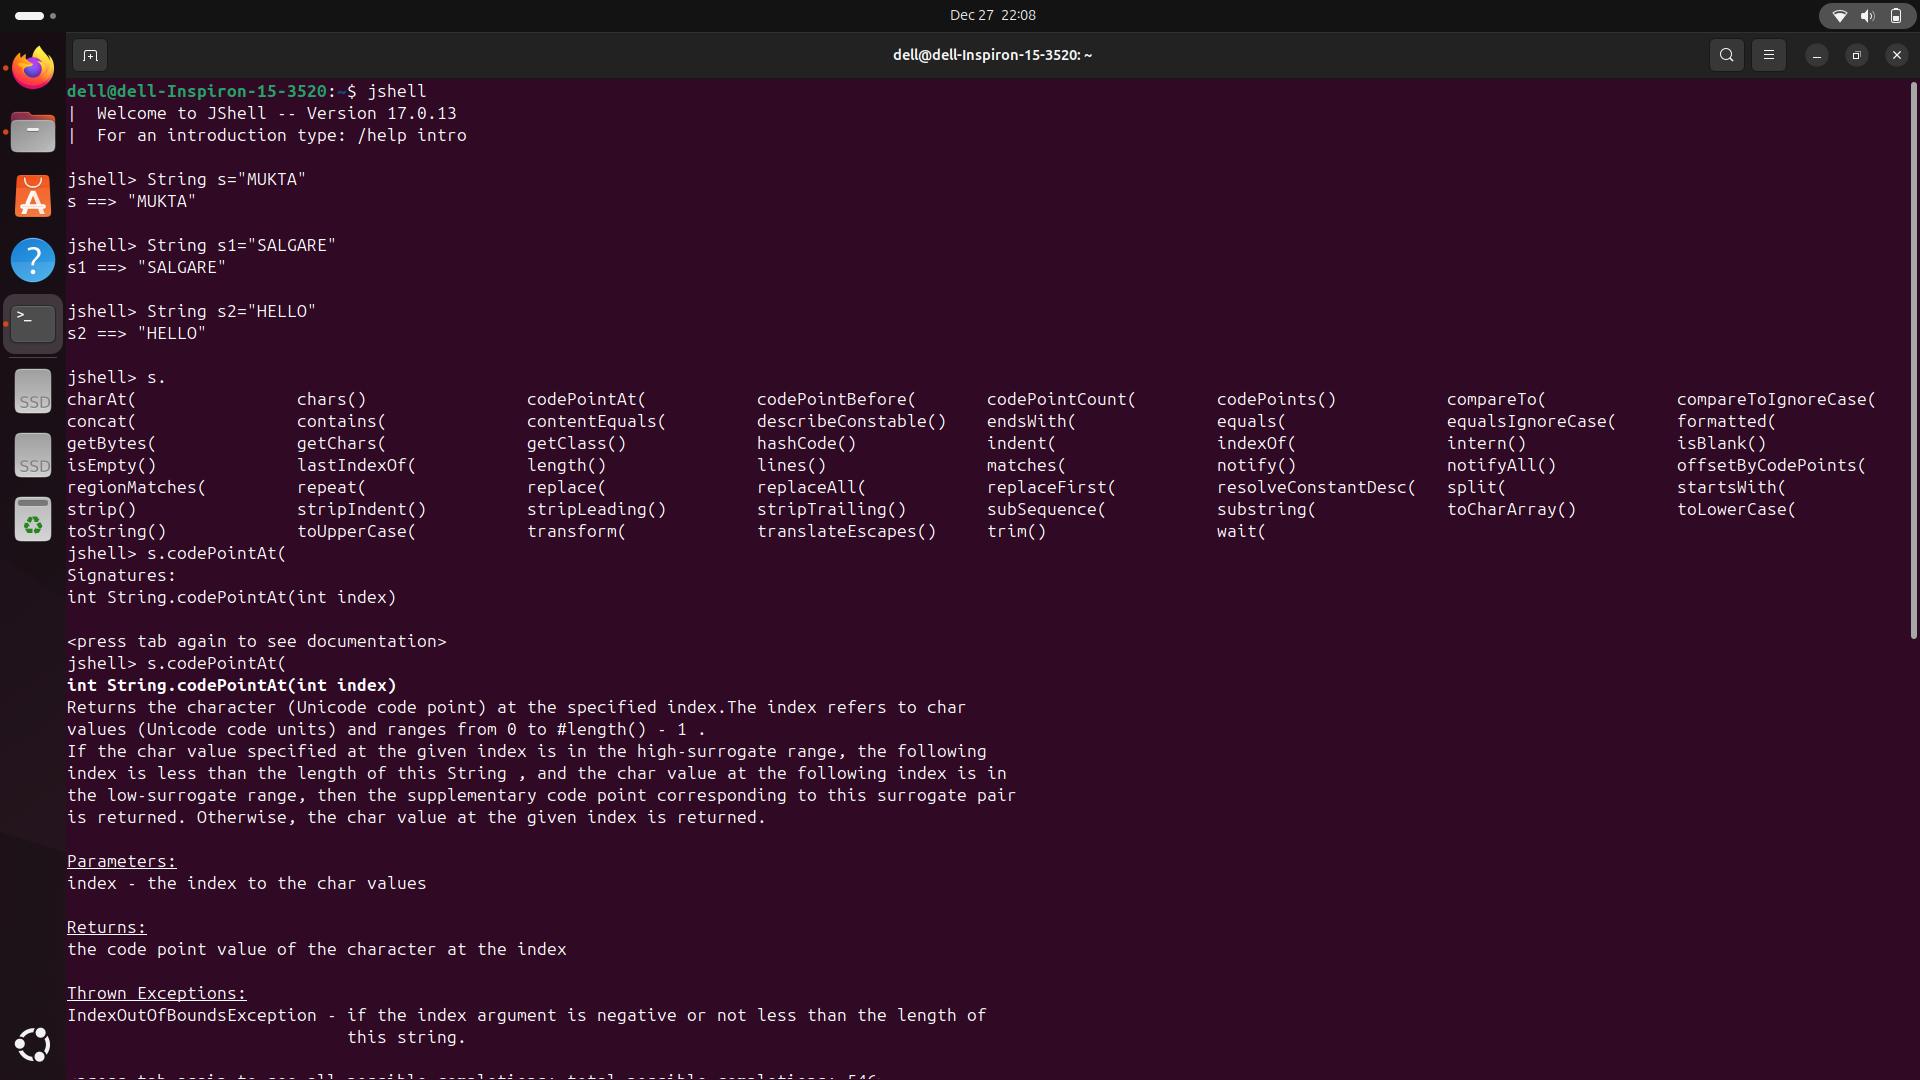 Dec 27 22:08
dell@dell-Inspiron-15-3520: ~
dell@dell-Inspiron-15-3520:~$ jshell
| Welcome to JShell -- Version 17.0.13
| For an introduction type: /help intro
jshell> String s="MUKTA"
s ==> "MUKTA"
jshell> String s1="SALGARE"
s1 ==> "SALGARE"
jshell> String s2="HELLO"
s2 ==> "HELLO"
jshell> s.
charAt( chars() codePointAt( codePointBefore( codePointCount( codePoints() compareTo( compareToIgnoreCase(
concat( contains( contentEquals( describeConstable() endsWith( equals( equalsIgnoreCase( formatted(
getBytes( getChars( getClass() hashCode() indent( indexOf( intern() isBlank()
isEmpty() lastIndexOf( length() lines() matches( notify() notifyAll() offsetByCodePoints(
regionMatches( repeat( replace( replaceAll( replaceFirst( resolveConstantDesc( split( startsWith(
strip() stripIndent() stripLeading() stripTrailing() subSequence( substring( toCharArray() toLowerCase(
toString() toUpperCase( transform( translateEscapes() trim() wait(
jshell> s.codePointAt(
Signatures:
int String.codePointAt(int index)
<press tab again to see documentation>
jshell> s.codePointAt(
int String.codePointAt(int index)
Returns the character (Unicode code point) at the specified index.The index refers to char
values (Unicode code units) and ranges from 0 to #length() - 1 .
If the char value specified at the given index is in the high-surrogate range, the following
index is less than the length of this String , and the char value at the following index is in
the low-surrogate range, then the supplementary code point corresponding to this surrogate pair
is returned. Otherwise, the char value at the given index is returned.
Parameters:
index - the index to the char values
Returns:
the code point value of the character at the index
Thrown Exceptions:
IndexOutOfBoundsException - if the index argument is negative or not less than the length of
this string.
SSD
SSD